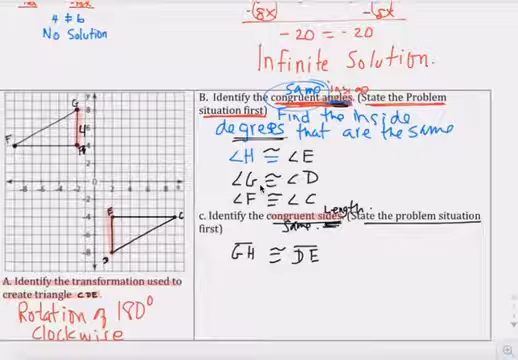 4 ≠ 6
No Solution
-20 = -20
Infinite Solution.
G
F
H
E
C
D
8
4
-8 -6 -4 -2 2 4 6 8
A. Identify the transformation used to
create triangle CDE
Rotation of 180°
clockwise
same inside
B. Identify the congruent angles. (State the Problem
situation first) Find the inside
degrees that are the same
∠H ≅ ∠E
∠G ≅ ∠D
∠F ≅ ∠C
Length.
c. Identify the congruent sides (State the problem situation
same
first)
GH ≅ DE